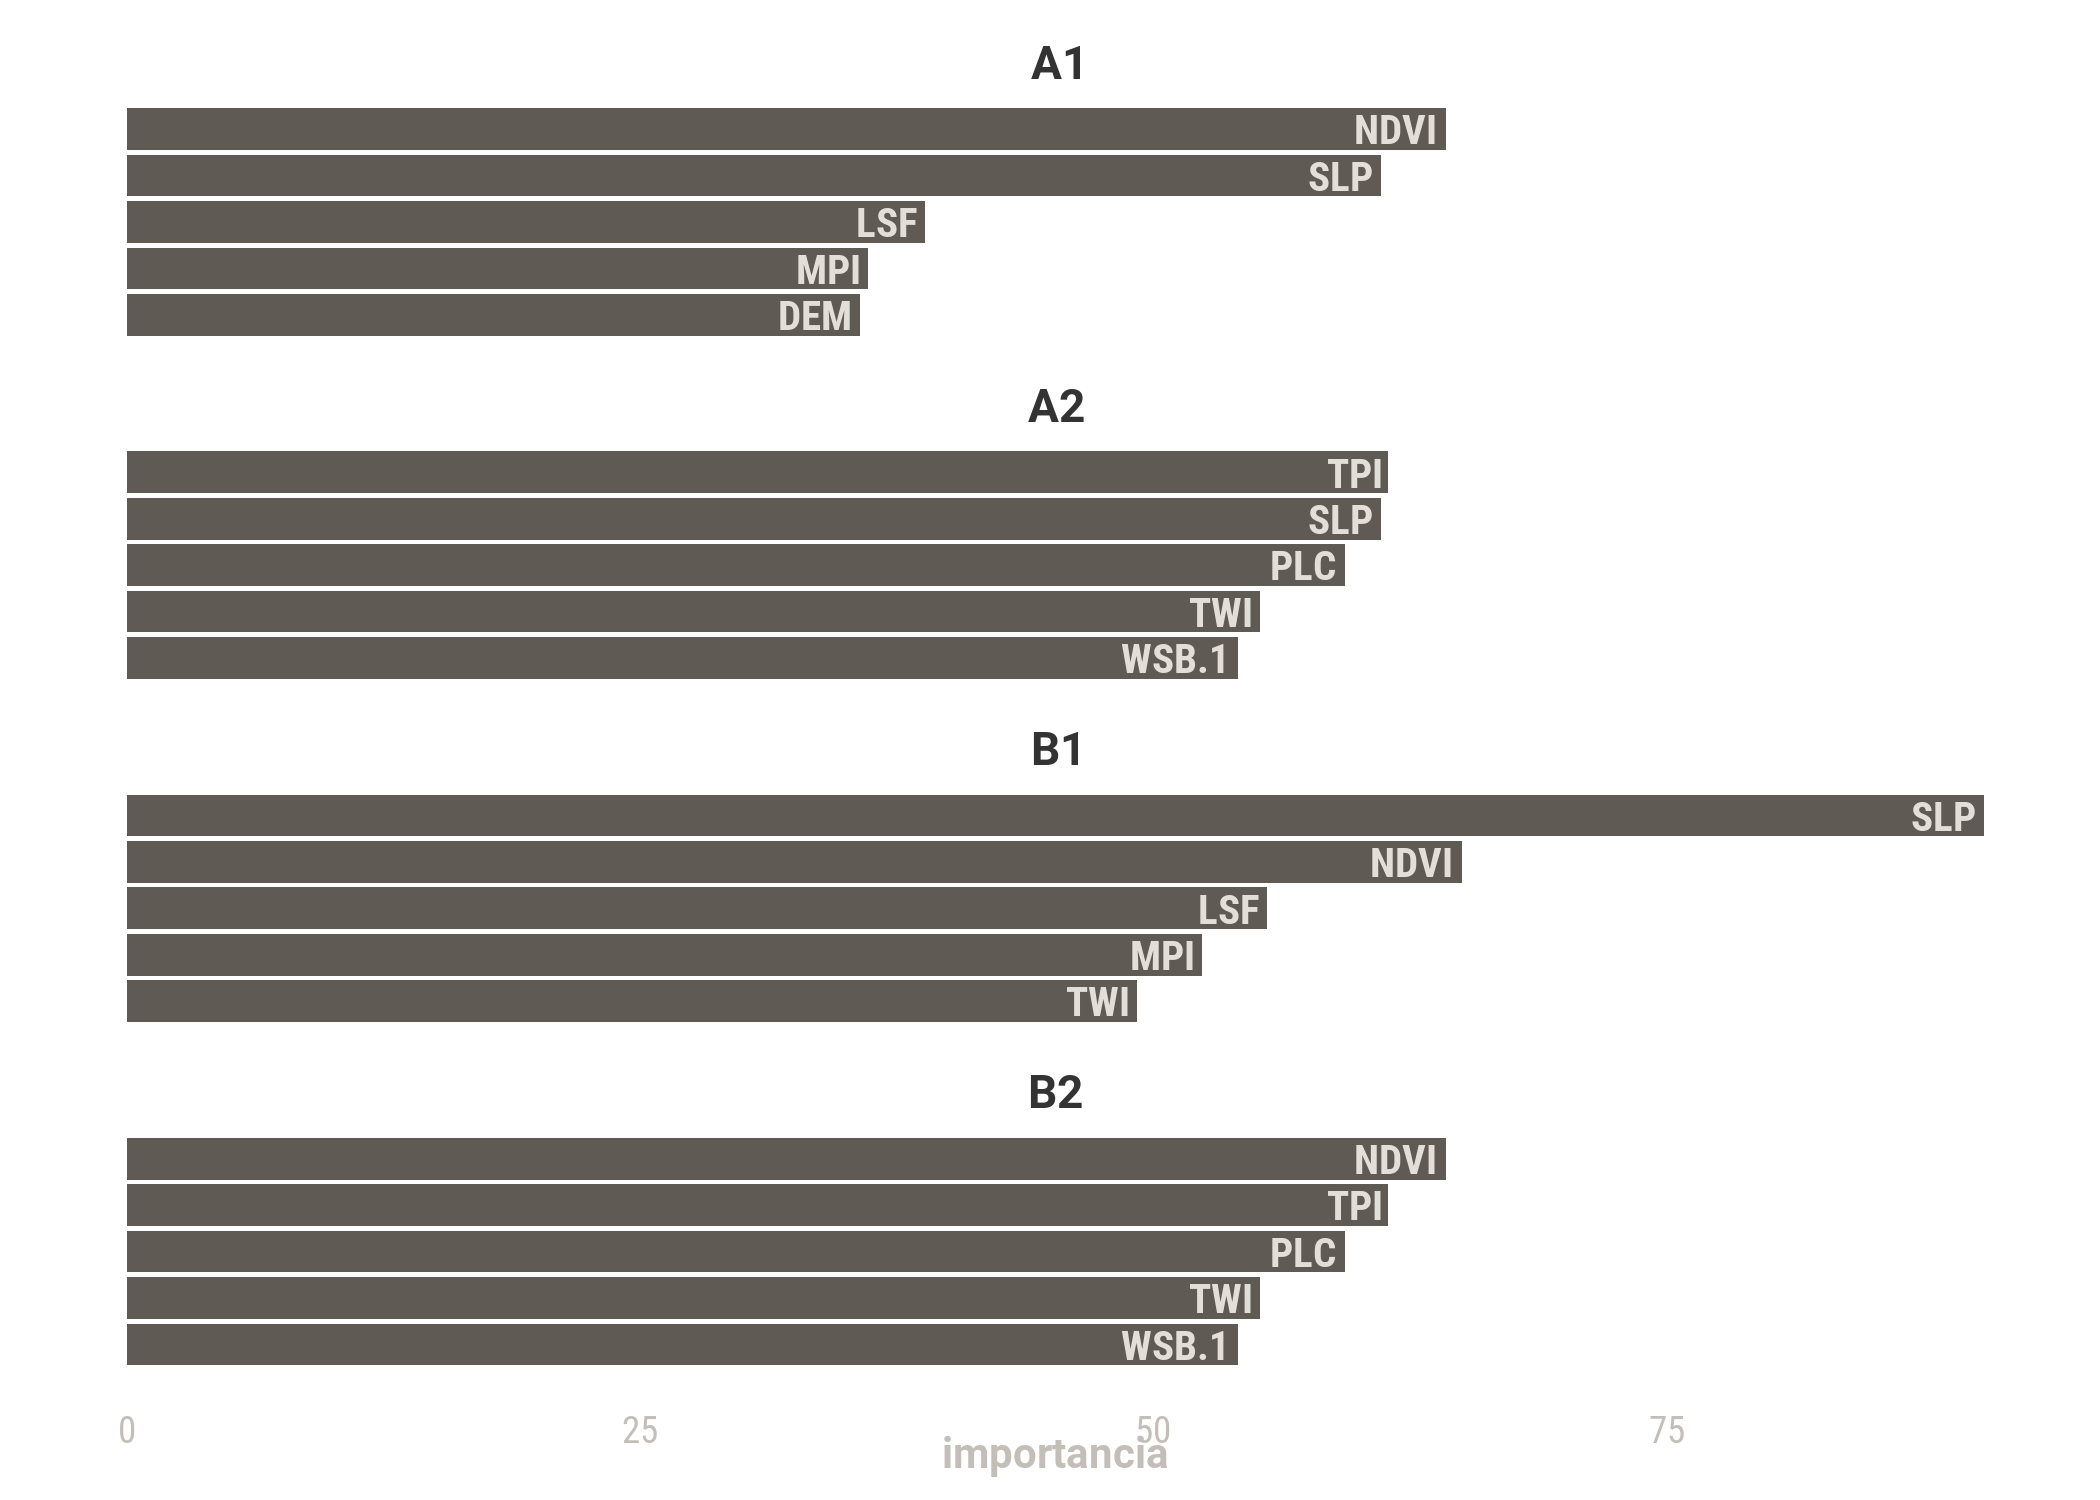 A1
NDVI
SLP
LSF
MPI
DEM
A2
TPI
SLP
PLC
TWI
WSB.1
B1
SLP
NDVI
LSF
MPI
TWI
B2
NDVI
TPI
PLC
TWI
WSB.1
0 25 50 75
importancia